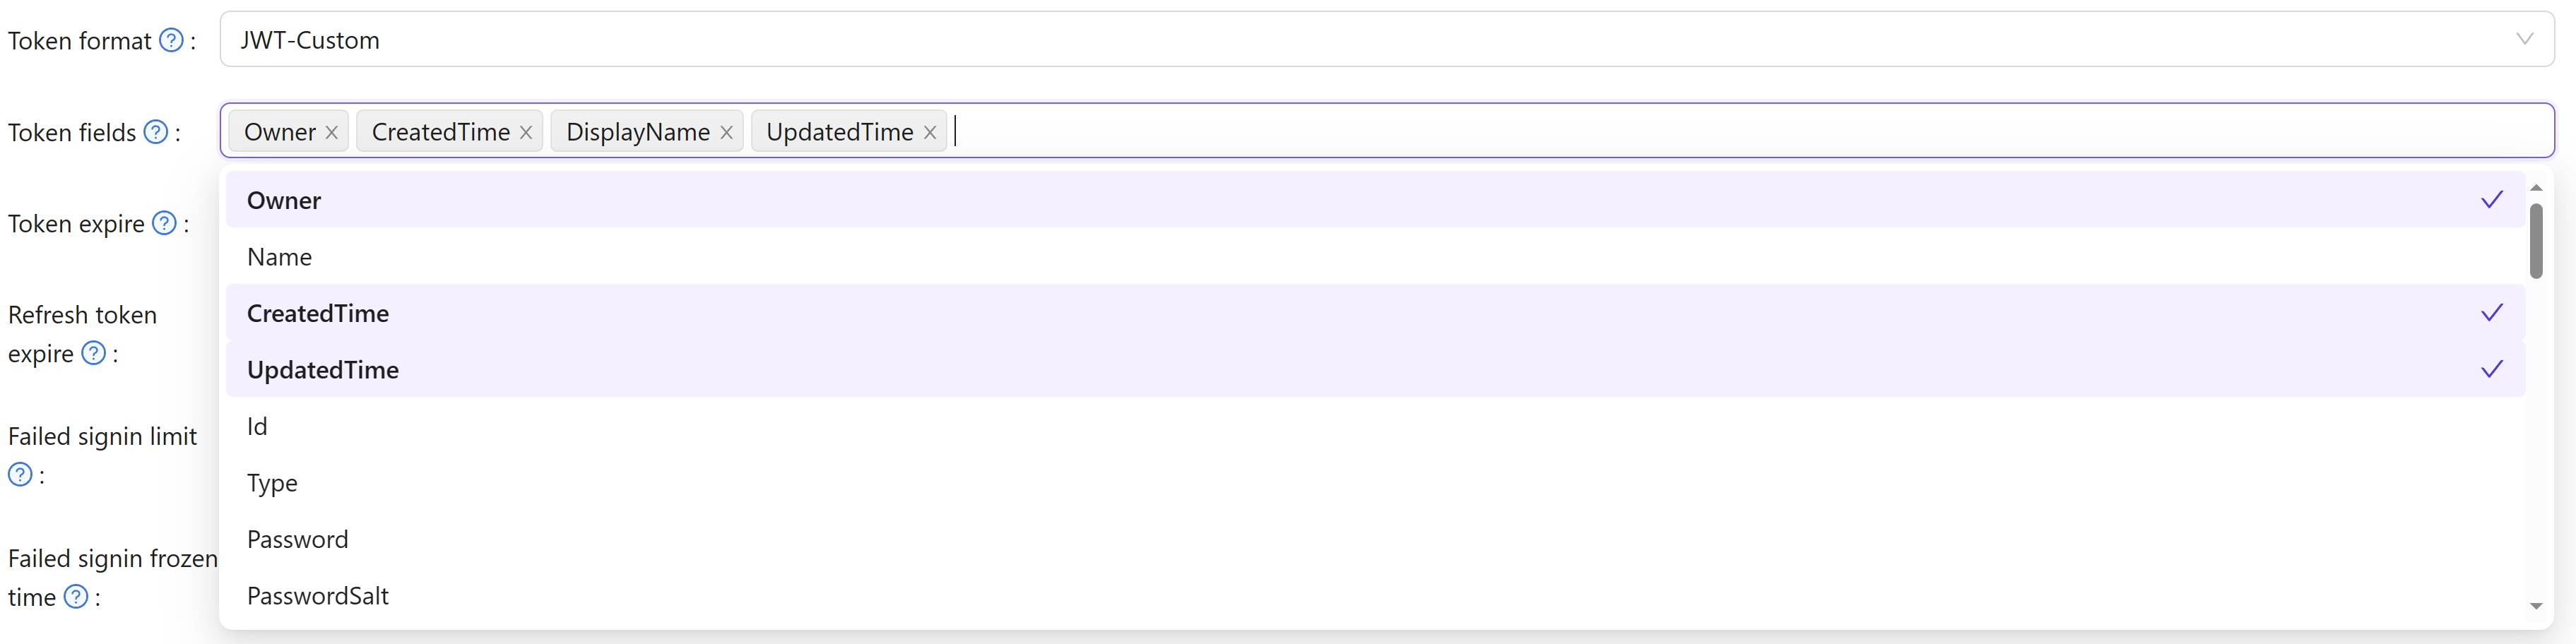 Token format ? :
JWT-Custom
Token fields ? :
Owner CreatedTime DisplayName UpdatedTime
Token expire ? :
Refresh token
expire ? :
Failed signin limit
? :
Failed signin frozen
time ? :
Owner
Name
CreatedTime
UpdatedTime
Id
Type
Password
PasswordSalt